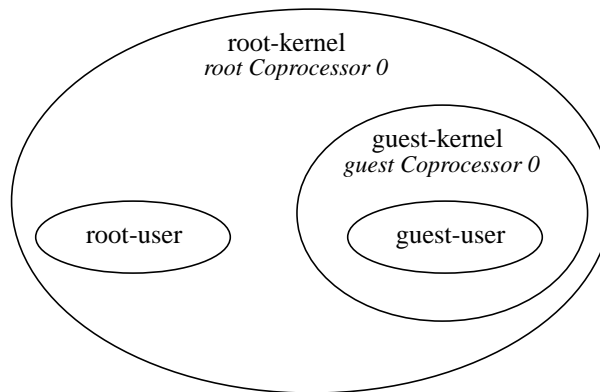 root-kernel
root Coprocessor 0
guest-kernel
guest Coprocessor 0
root-user
guest-user